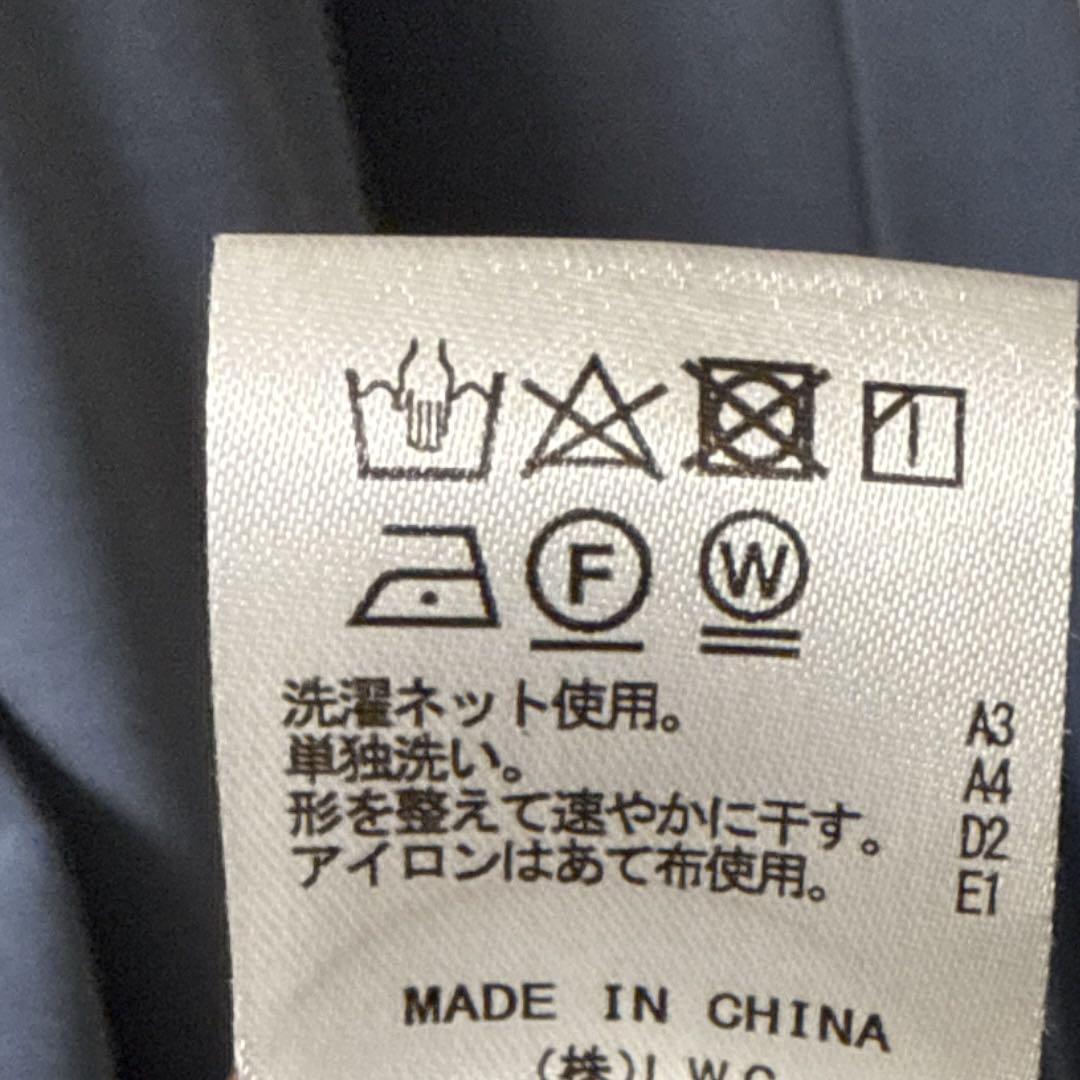 F W
洗濯ネット使用。 A3
単独洗い。 A4
形を整えて速やかに干す。 D2
アイロンはあて布使用。 E1
MADE IN CHINA
(株)I.W.C